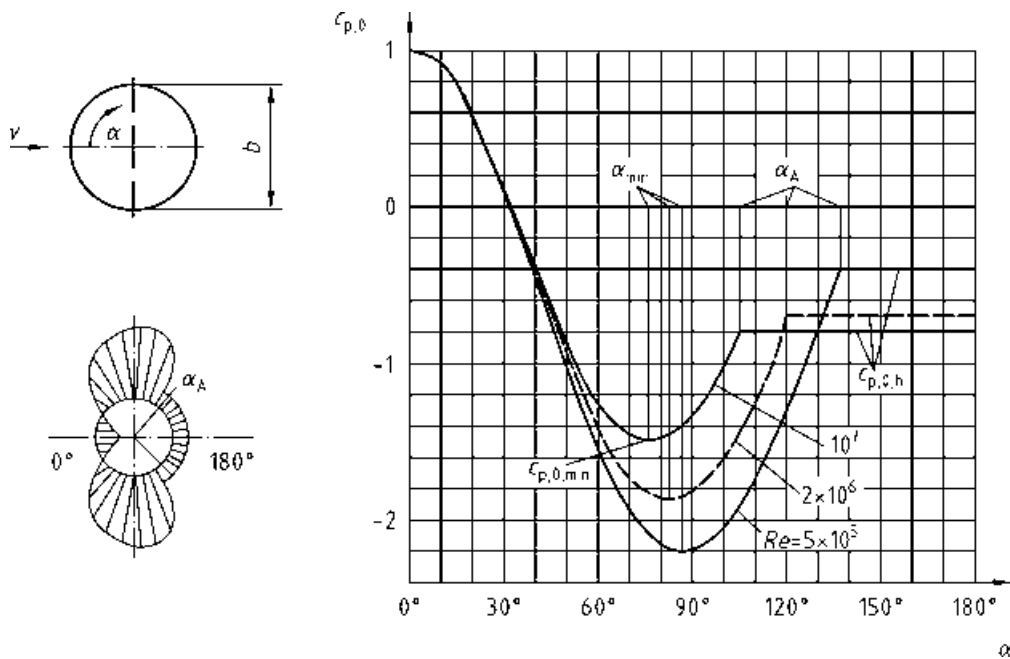 c_p,0
1
0
-1
-2
v
α
b
α_min
α_A
c_p,0,h
c_p,0,min
10^7
2×10^6
Re=5×10^5
α_A
0°
180°
0° 30° 60° 90° 120° 150° 180°
α